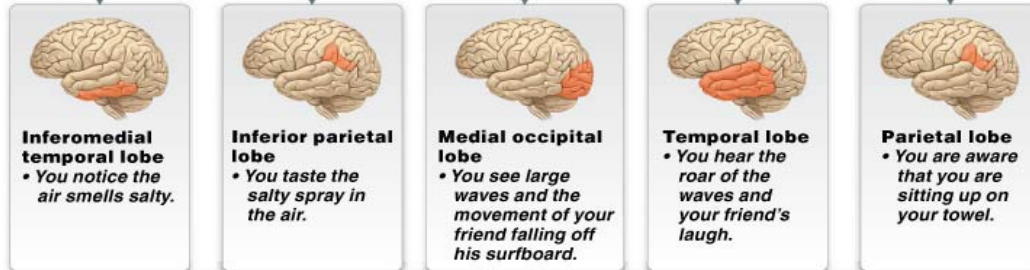 Inferomedial
temporal lobe
• You notice the
air smells salty.
Inferior parietal
lobe
• You taste the
salty spray in
the air.
Medial occipital
lobe
• You see large
waves and the
movement of your
friend falling off
his surfboard.
Temporal lobe
• You hear the
roar of the
waves and
your friend's
laugh.
Parietal lobe
• You are aware
that you are
sitting up on
your towel.